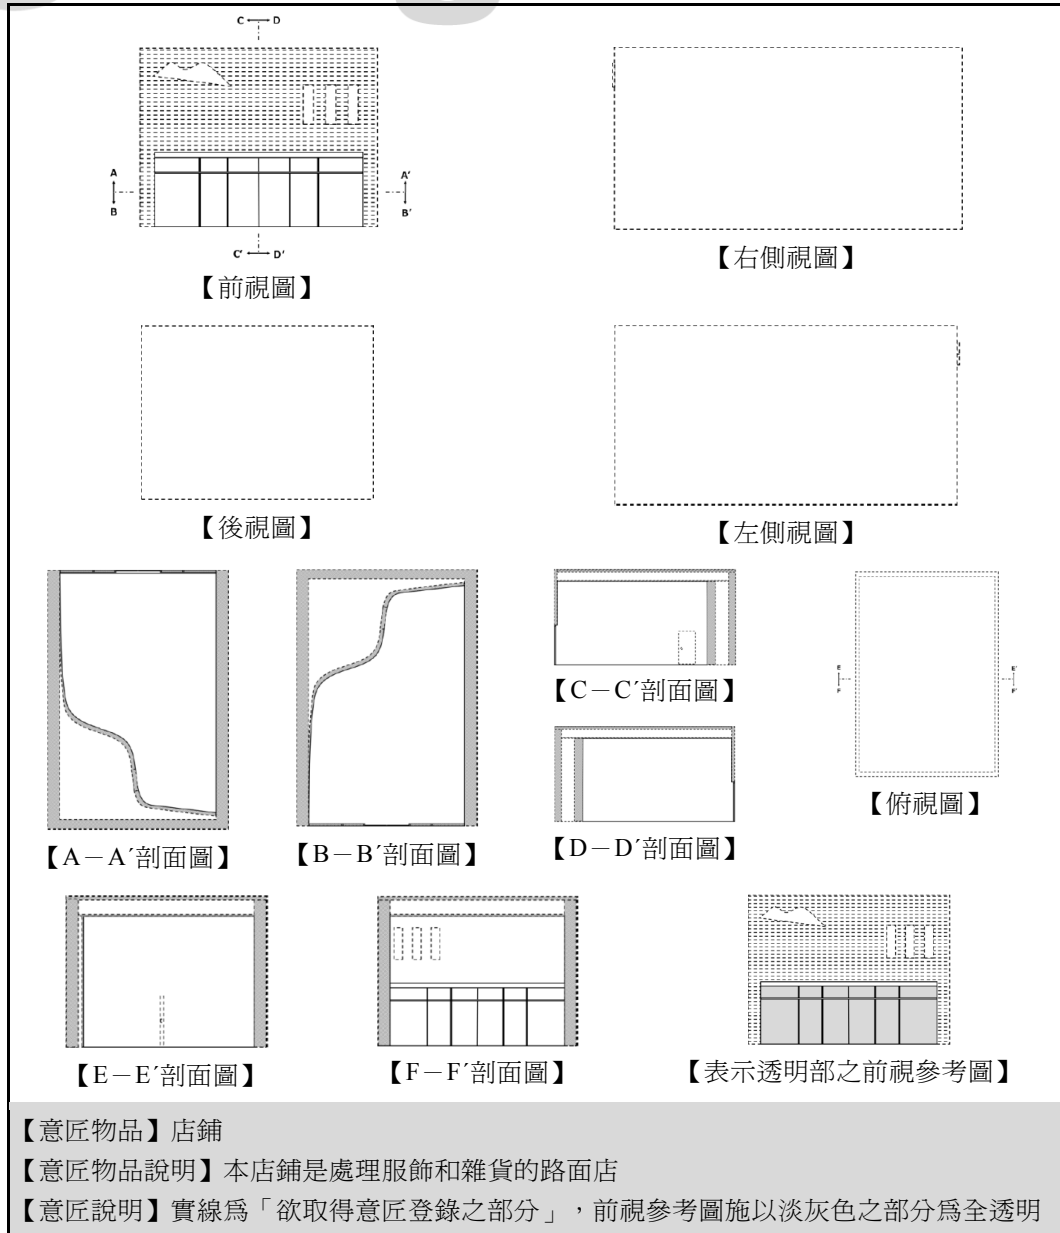 C D
A A′
B B′
C′ D′
【前視圖】 【右側視圖】
【後視圖】 【左側視圖】
E E′
F F′
【A－A′剖面圖】 【B－B′剖面圖】 【C－C′剖面圖】
【D－D′剖面圖】 【俯視圖】
【E－E′剖面圖】 【F－F′剖面圖】 【表示透明部之前視參考圖】
【意匠物品】店鋪
【意匠物品說明】本店鋪是處理服飾和雜貨的路面店
【意匠說明】實線爲「欲取得意匠登錄之部分」，前視參考圖施以淡灰色之部分爲全透明